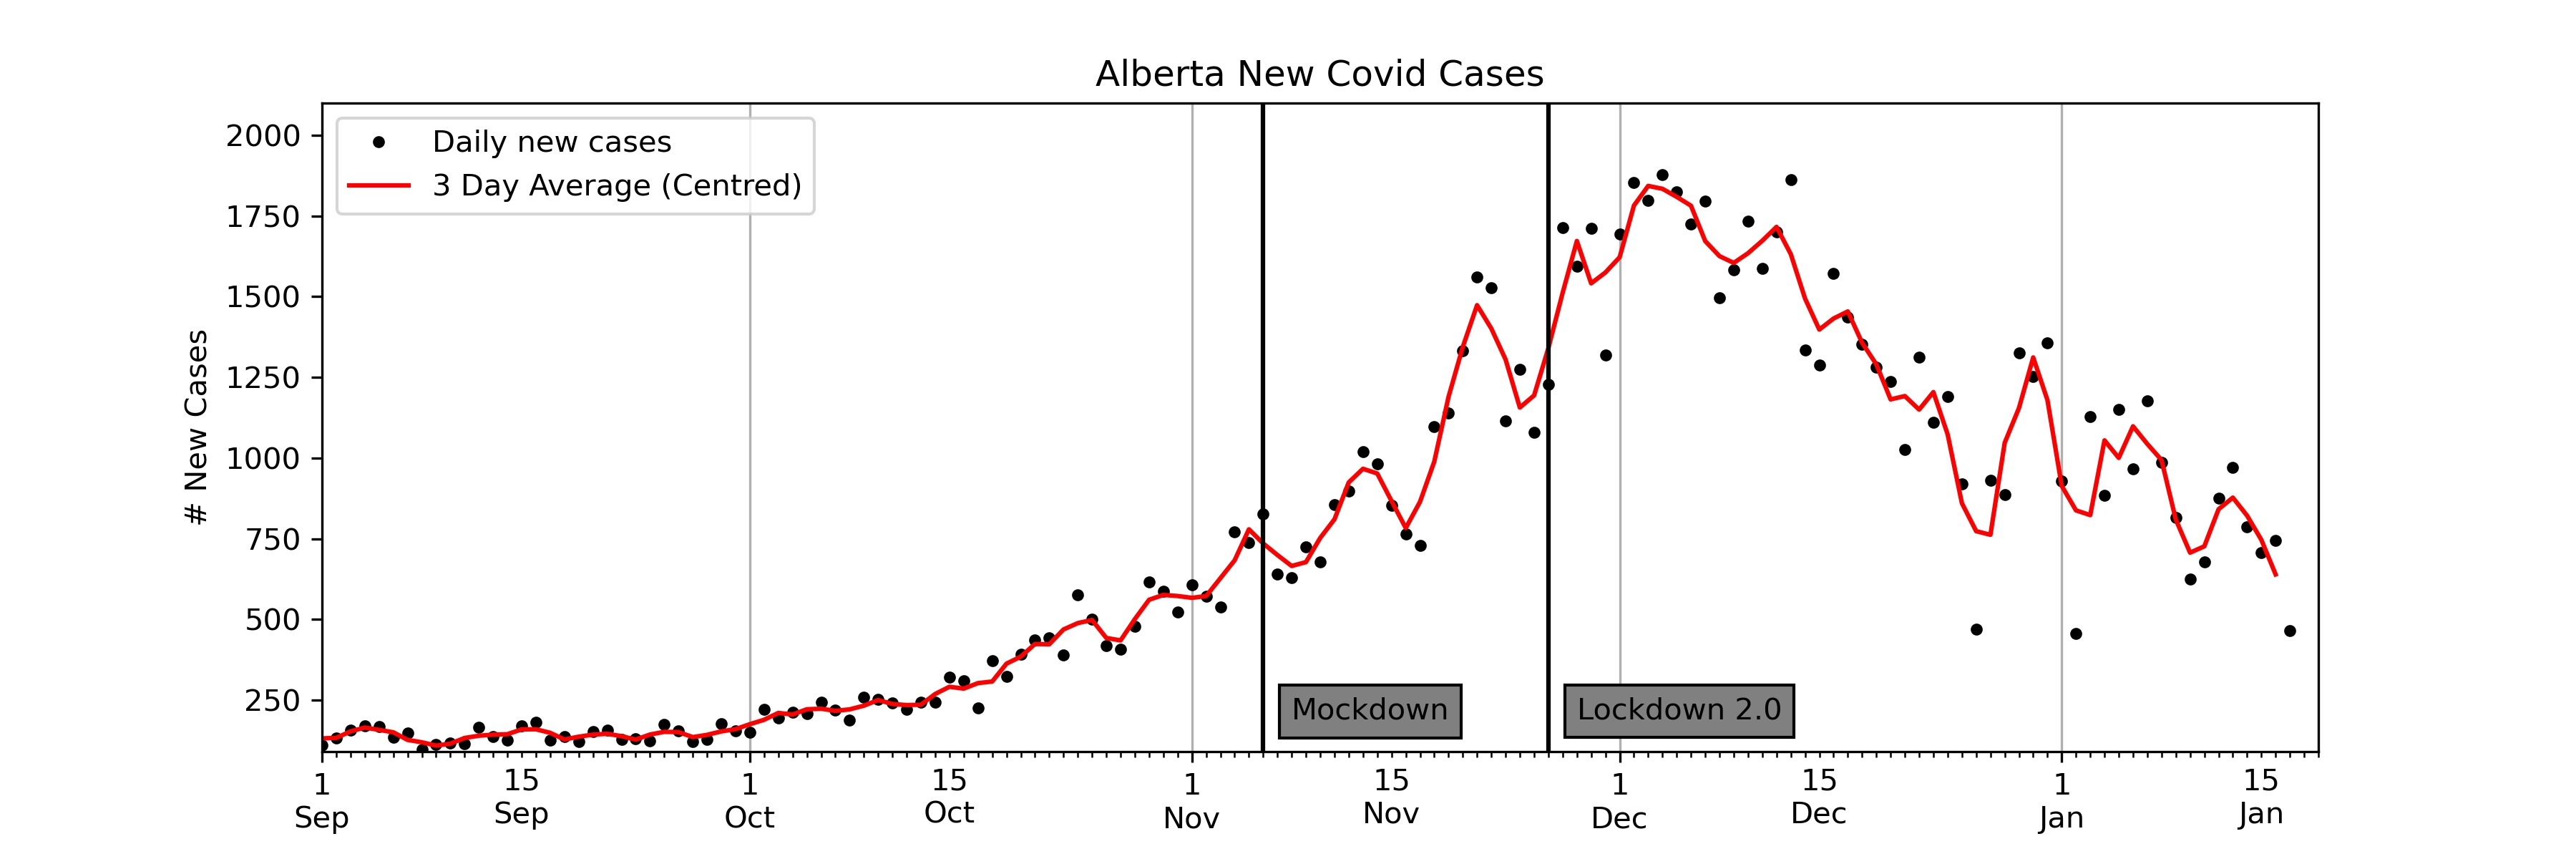 Alberta New Covid Cases
Daily new cases
3 Day Average (Centred)
# New Cases
2000
1750
1500
1250
1000
750
500
250
Mockdown
Lockdown 2.0
1 15 1 15 1 15 1 15 1 15
Sep Sep Oct Oct Nov Nov Dec Dec Jan Jan